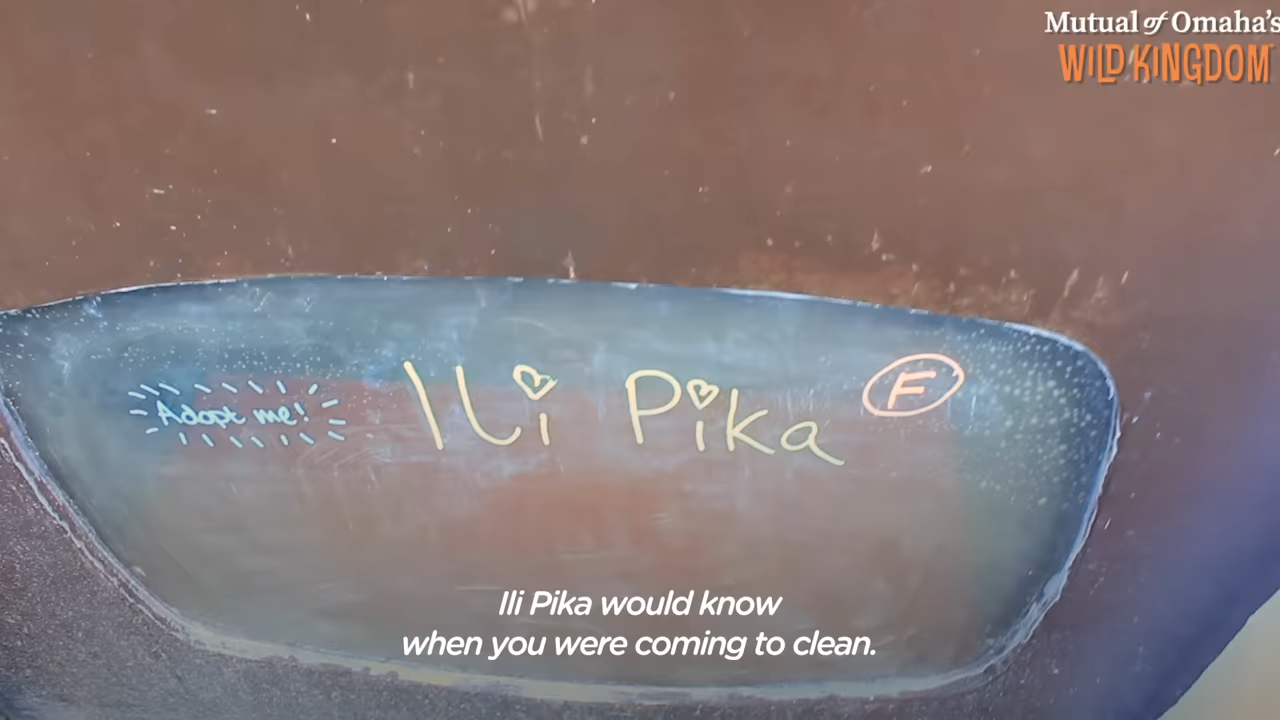 Mutual of Omaha's
WILD KINGDOM
Adopt me!
Ili Pika
F
Ili Pika would know
when you were coming to clean.